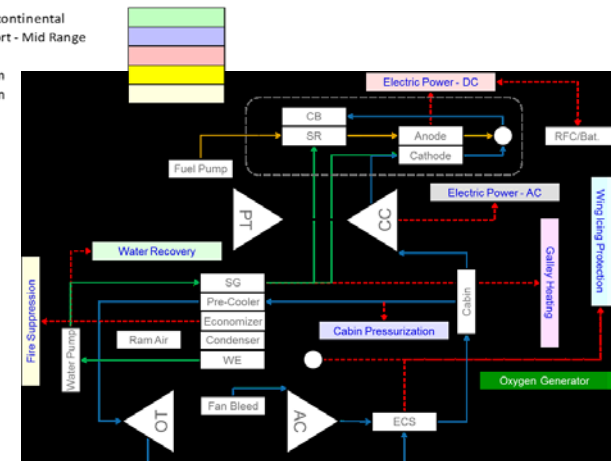 continental
rt - Mid Range
n
n
Electric Power - DC
CB
SR
Anode
Cathode
RFC/Bat.
Fuel Pump
Electric Power - AC
PT
CC
Wing Icing Protection
Water Recovery
Galley Heating
SG
Pre-Cooler
Economizer
Condenser
WE
Cabin
Fire Suppression
Water Pump
Ram Air
Cabin Pressurization
Oxygen Generator
OT
Fan Bleed
AC
ECS